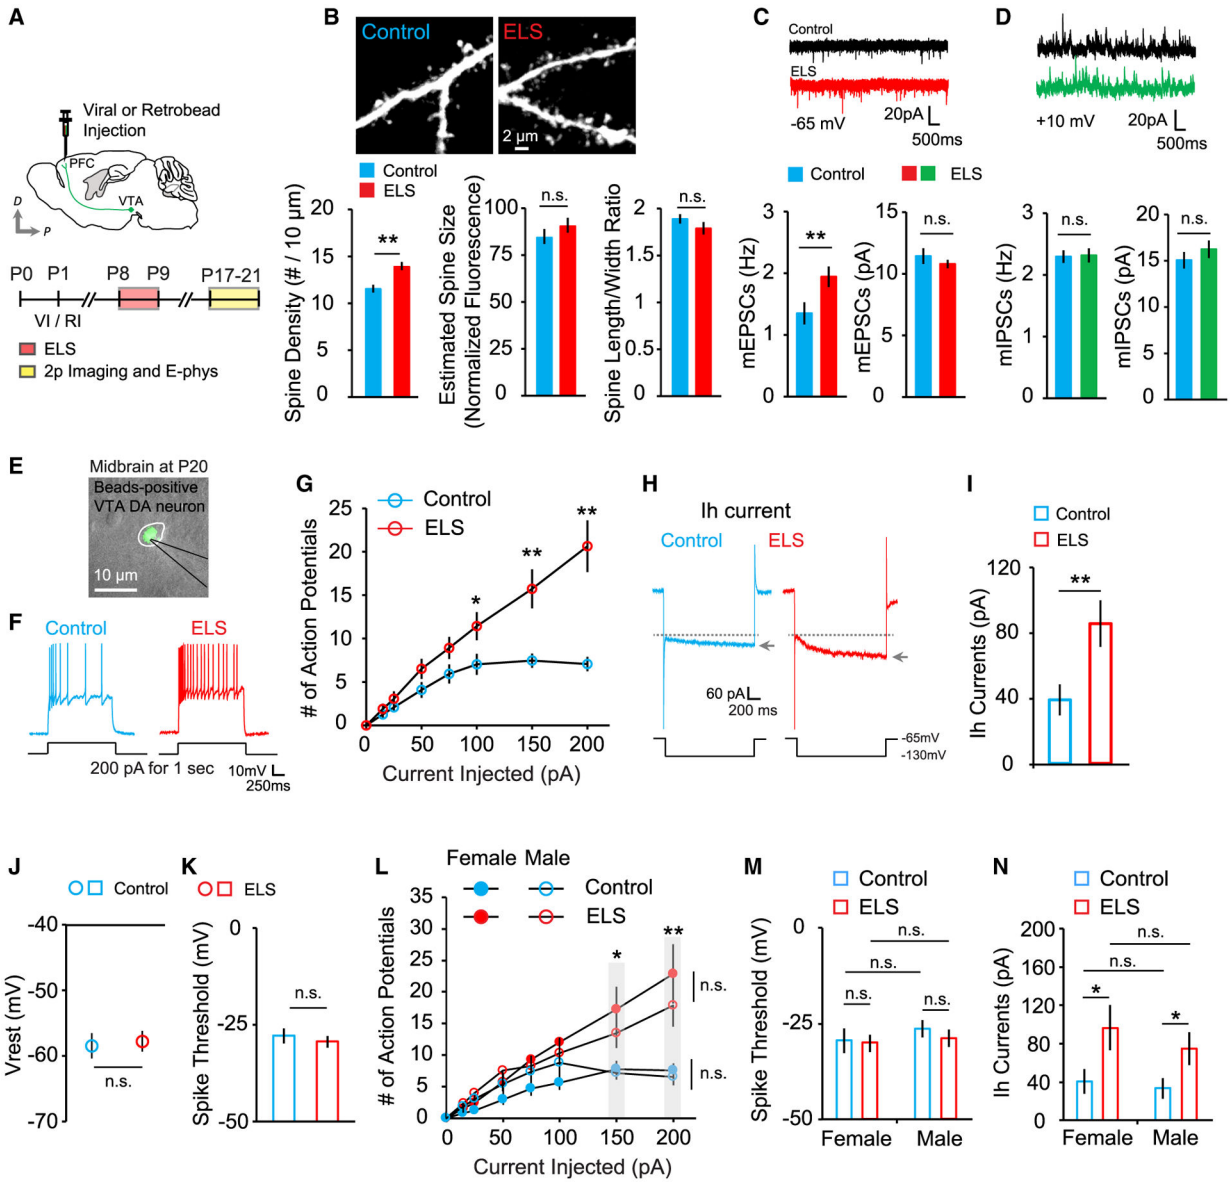 A
Viral or Retrobead
Injection
PFC
VTA
D
P
P0 P1 P8 P9 P17-21
VI / RI
ELS
2p Imaging and E-phys
B
Control
ELS
2 μm
Control
ELS
Spine Density (# / 10 μm)
20
15
10
5
0
**
Estimated Spine Size
(Normalized Fluorescence)
100
75
50
25
0
n.s.
Spine Length/Width Ratio
2
1.5
1
0.5
0
n.s.
C
Control
ELS
-65 mV
20pA
500ms
Control ELS
mEPSCs (Hz)
3
2
1
0
**
mEPSCs (pA)
15
10
5
0
n.s.
D
+10 mV
20pA
500ms
mIPSCs (Hz)
3
2
1
0
n.s.
mIPSCs (pA)
20
15
10
5
0
n.s.
E
Midbrain at P20
Beads-positive
VTA DA neuron
10 μm
F
Control ELS
200 pA for 1 sec
10mV
250ms
G
Control
ELS
# of Action Potentials
25
20
15
10
5
0
* ** **
0 50 100 150 200
Current Injected (pA)
H
Ih current
Control ELS
60 pA
200 ms
-65mV
-130mV
I
Control
ELS
Ih Currents (pA)
120
80
40
0
**
J
Control
Vrest (mV)
-40
-50
-60
-70
n.s.
K
ELS
Spike Threshold (mV)
0
-25
-50
n.s.
L
Female Male
Control
ELS
# of Action Potentials
35
30
25
20
15
10
5
0
* **
n.s.
n.s.
0 50 100 150 200
Current Injected (pA)
M
Control
ELS
Spike Threshold (mV)
0
-25
-50
n.s.
n.s.
n.s. n.s.
Female Male
N
Control
ELS
Ih Currents (pA)
200
160
120
80
40
0
n.s.
n.s.
* *
Female Male